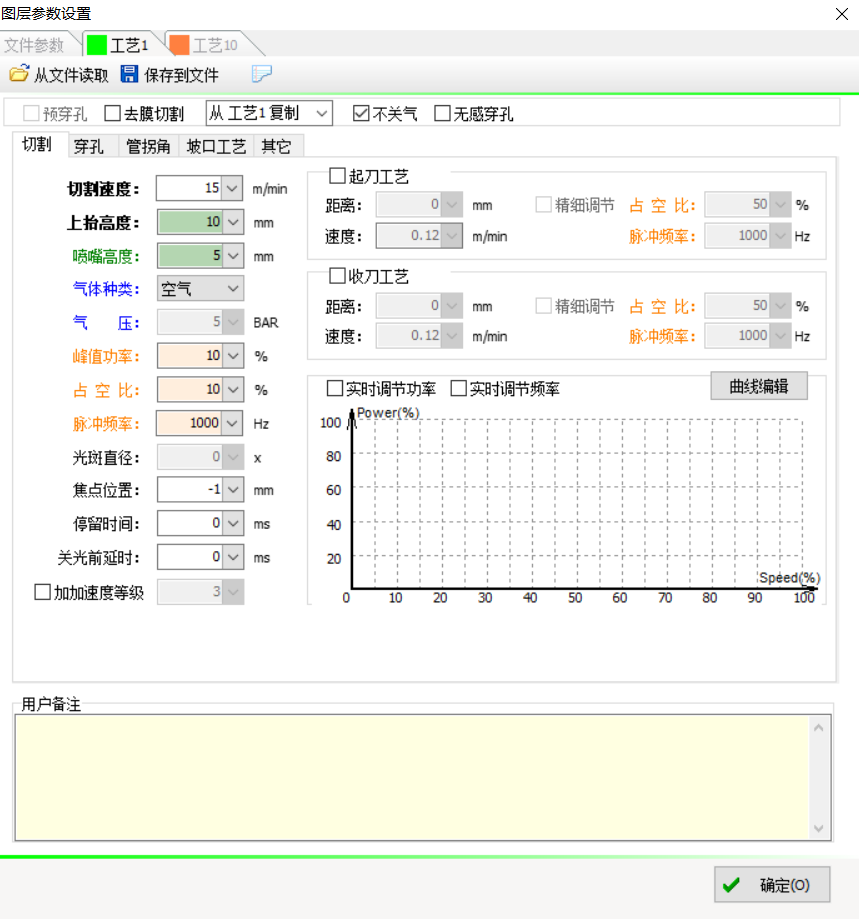 图层参数设置
文件参数 工艺1 工艺10
从文件读取 保存到文件
预穿孔 去膜切割 从 工艺1 复制 不关气 无感穿孔
切割 穿孔 管拐角 坡口工艺 其它
切割速度: 15 m/min
上抬高度: 10 mm
喷嘴高度: 5 mm
气体种类: 空气
气 压: 5 BAR
峰值功率: 10 %
占 空 比: 10 %
脉冲频率: 1000 Hz
光斑直径: 0 x
焦点位置: -1 mm
停留时间: 0 ms
关光前延时: 0 ms
加加速度等级 3
起刀工艺
距离: 0 mm 精细调节 占 空 比: 50 %
速度: 0.12 m/min 脉冲频率: 1000 Hz
收刀工艺
距离: 0 mm 精细调节 占 空 比: 50 %
速度: 0.12 m/min 脉冲频率: 1000 Hz
实时调节功率 实时调节频率 曲线编辑
Power(%)
100
80
60
40
20
Speed(%)
0 10 20 30 40 50 60 70 80 90 100
用户备注
确定(O)